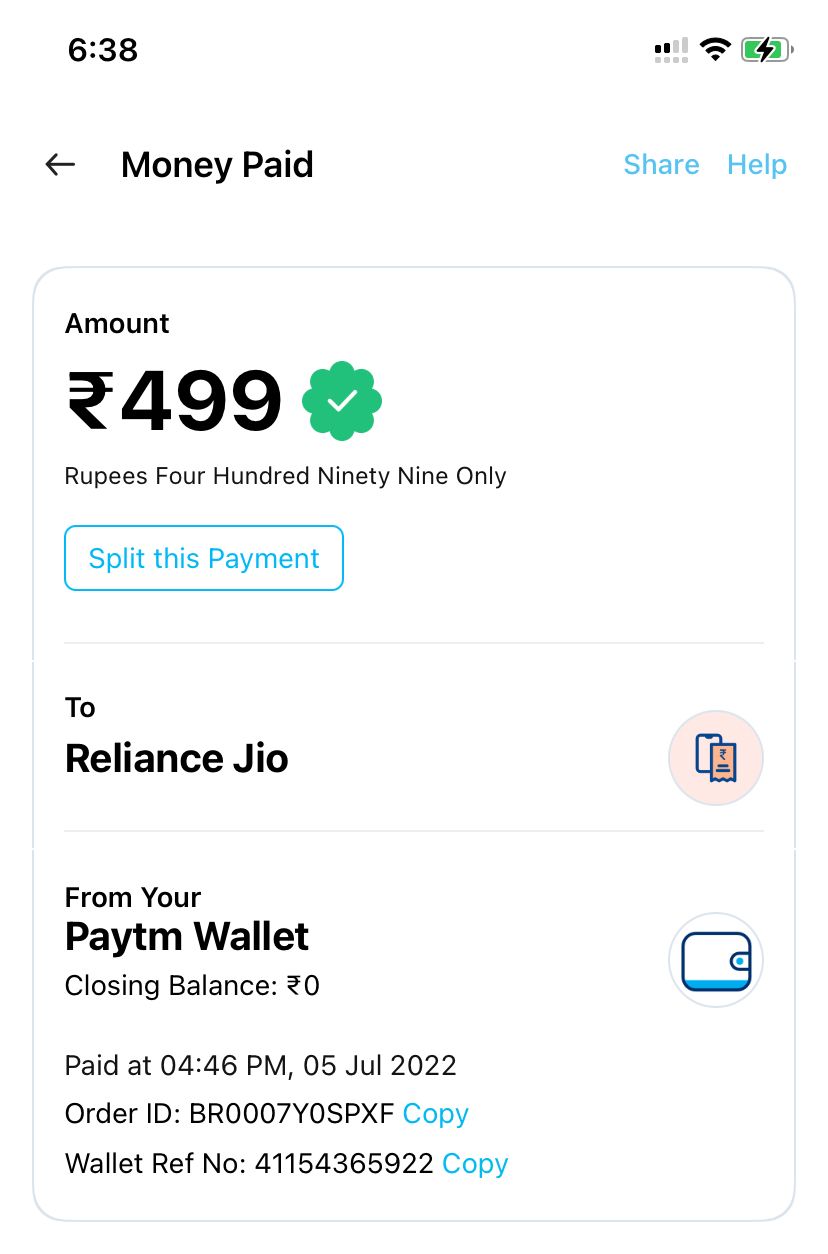 6:38
Money Paid Share Help
Amount
₹499
Rupees Four Hundred Ninety Nine Only
Split this Payment
To
Reliance Jio
₹
From Your
Paytm Wallet
Closing Balance: ₹0
Paid at 04:46 PM, 05 Jul 2022
Order ID: BR0007Y0SPXF Copy
Wallet Ref No: 41154365922 Copy